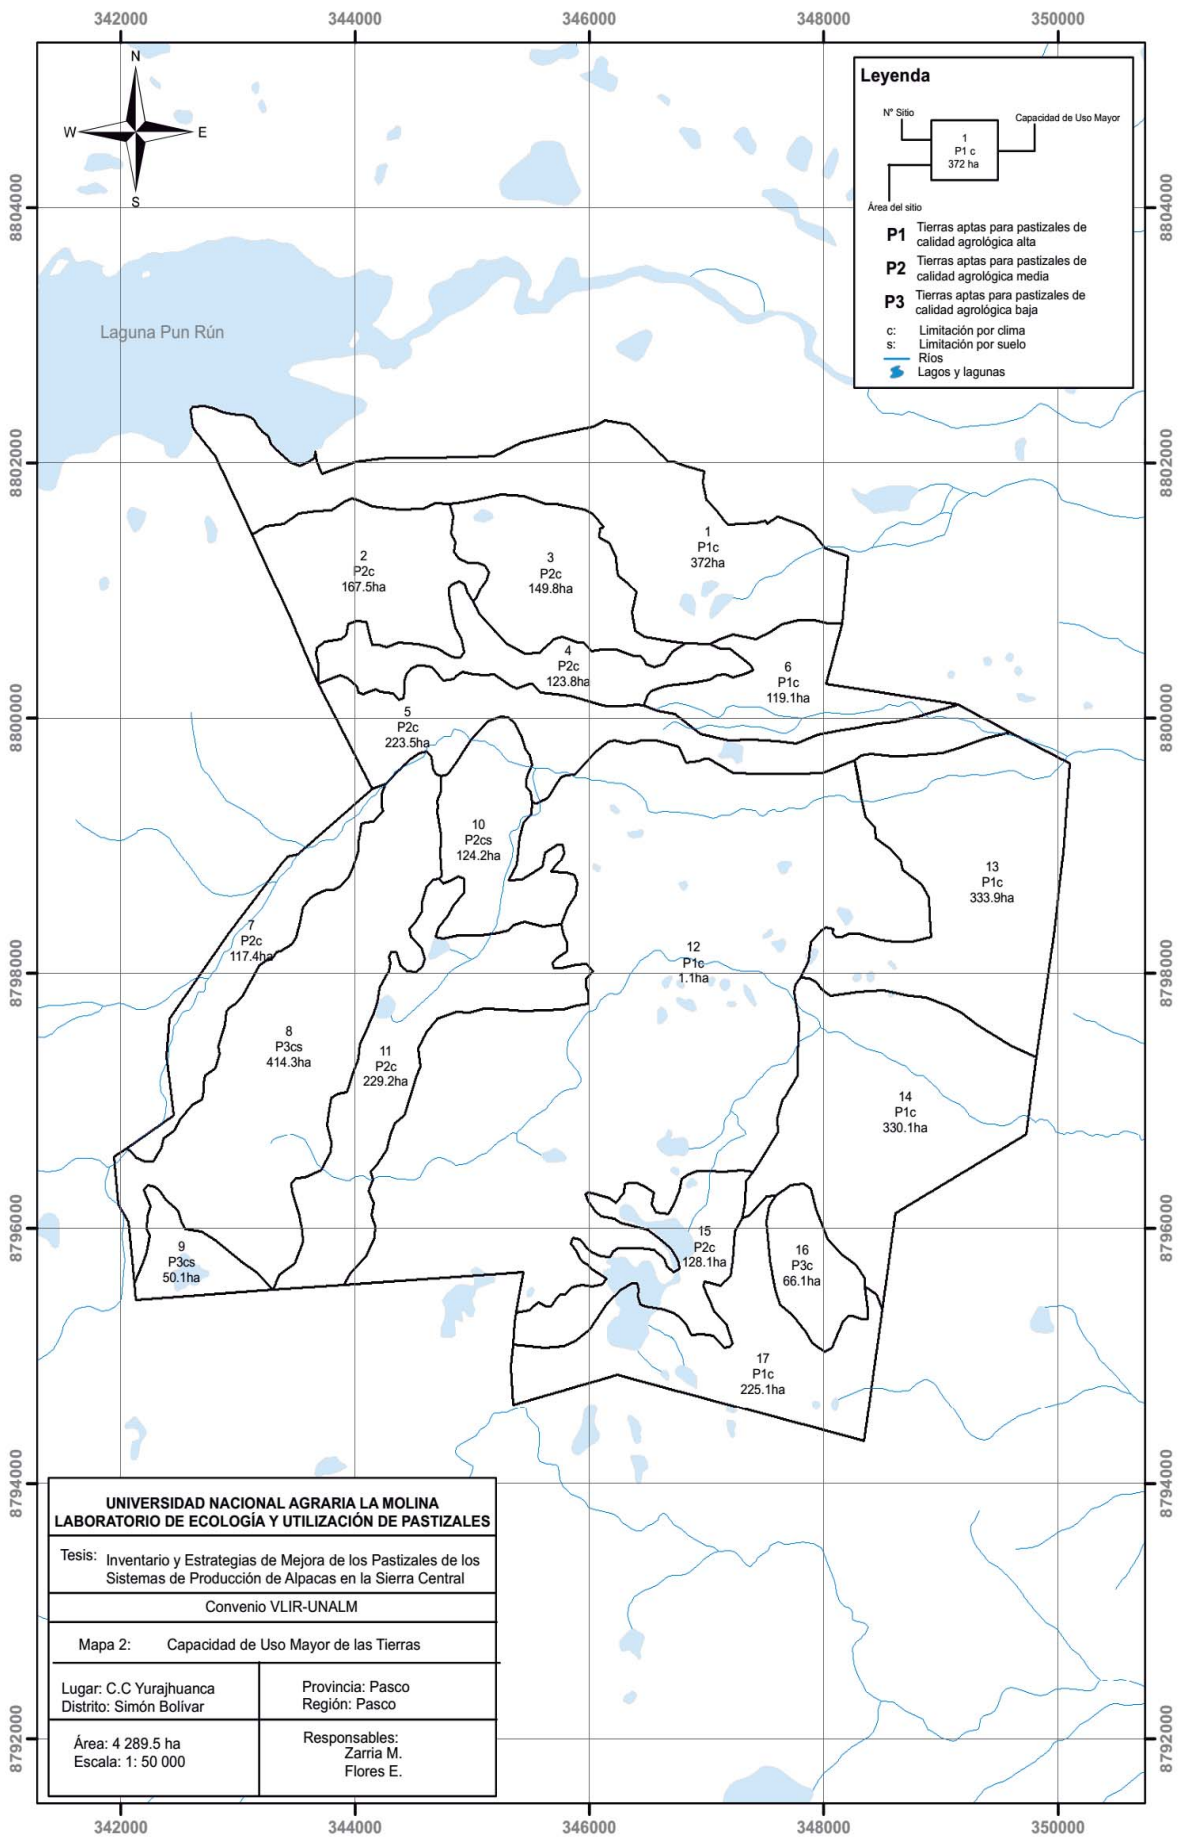 342000 344000 346000 348000 350000
N
W E
S
Leyenda
N° Sitio
Capacidad de Uso Mayor
1
P1 c
372 ha
Área del sitio
P1 Tierras aptas para pastizales de
calidad agrológica alta
P2 Tierras aptas para pastizales de
calidad agrológica media
P3 Tierras aptas para pastizales de
calidad agrológica baja
c: Limitación por clima
s: Limitación por suelo
Ríos
Lagos y lagunas
8804000
8804000
Laguna Pun Rún
8802000
8802000
1
P1c
372ha
2
P2c
167.5ha
3
P2c
149.8ha
4
P2c
123.8ha
6
P1c
119.1ha
8800000
8800000
5
P2c
223.5ha
10
P2cs
124.2ha
13
P1c
333.9ha
7
P2c
117.4ha
12
P1c
1.1ha
8798000
8798000
8
P3cs
414.3ha
11
P2c
229.2ha
14
P1c
330.1ha
8796000
8796000
9
P3cs
50.1ha
15
P2c
128.1ha
16
P3c
66.1ha
17
P1c
225.1ha
8794000
8794000
UNIVERSIDAD NACIONAL AGRARIA LA MOLINA
LABORATORIO DE ECOLOGÍA Y UTILIZACIÓN DE PASTIZALES
Tesis: Inventario y Estrategias de Mejora de los Pastizales de los
Sistemas de Producción de Alpacas en la Sierra Central
Convenio VLIR-UNALM
Mapa 2: Capacidad de Uso Mayor de las Tierras
Lugar: C.C Yurajhuanca
Distrito: Simón Bolívar
Provincia: Pasco
Región: Pasco
Área: 4 289.5 ha
Escala: 1: 50 000
Responsables:
Zarria M.
Flores E.
8792000
8792000
342000 344000 346000 348000 350000